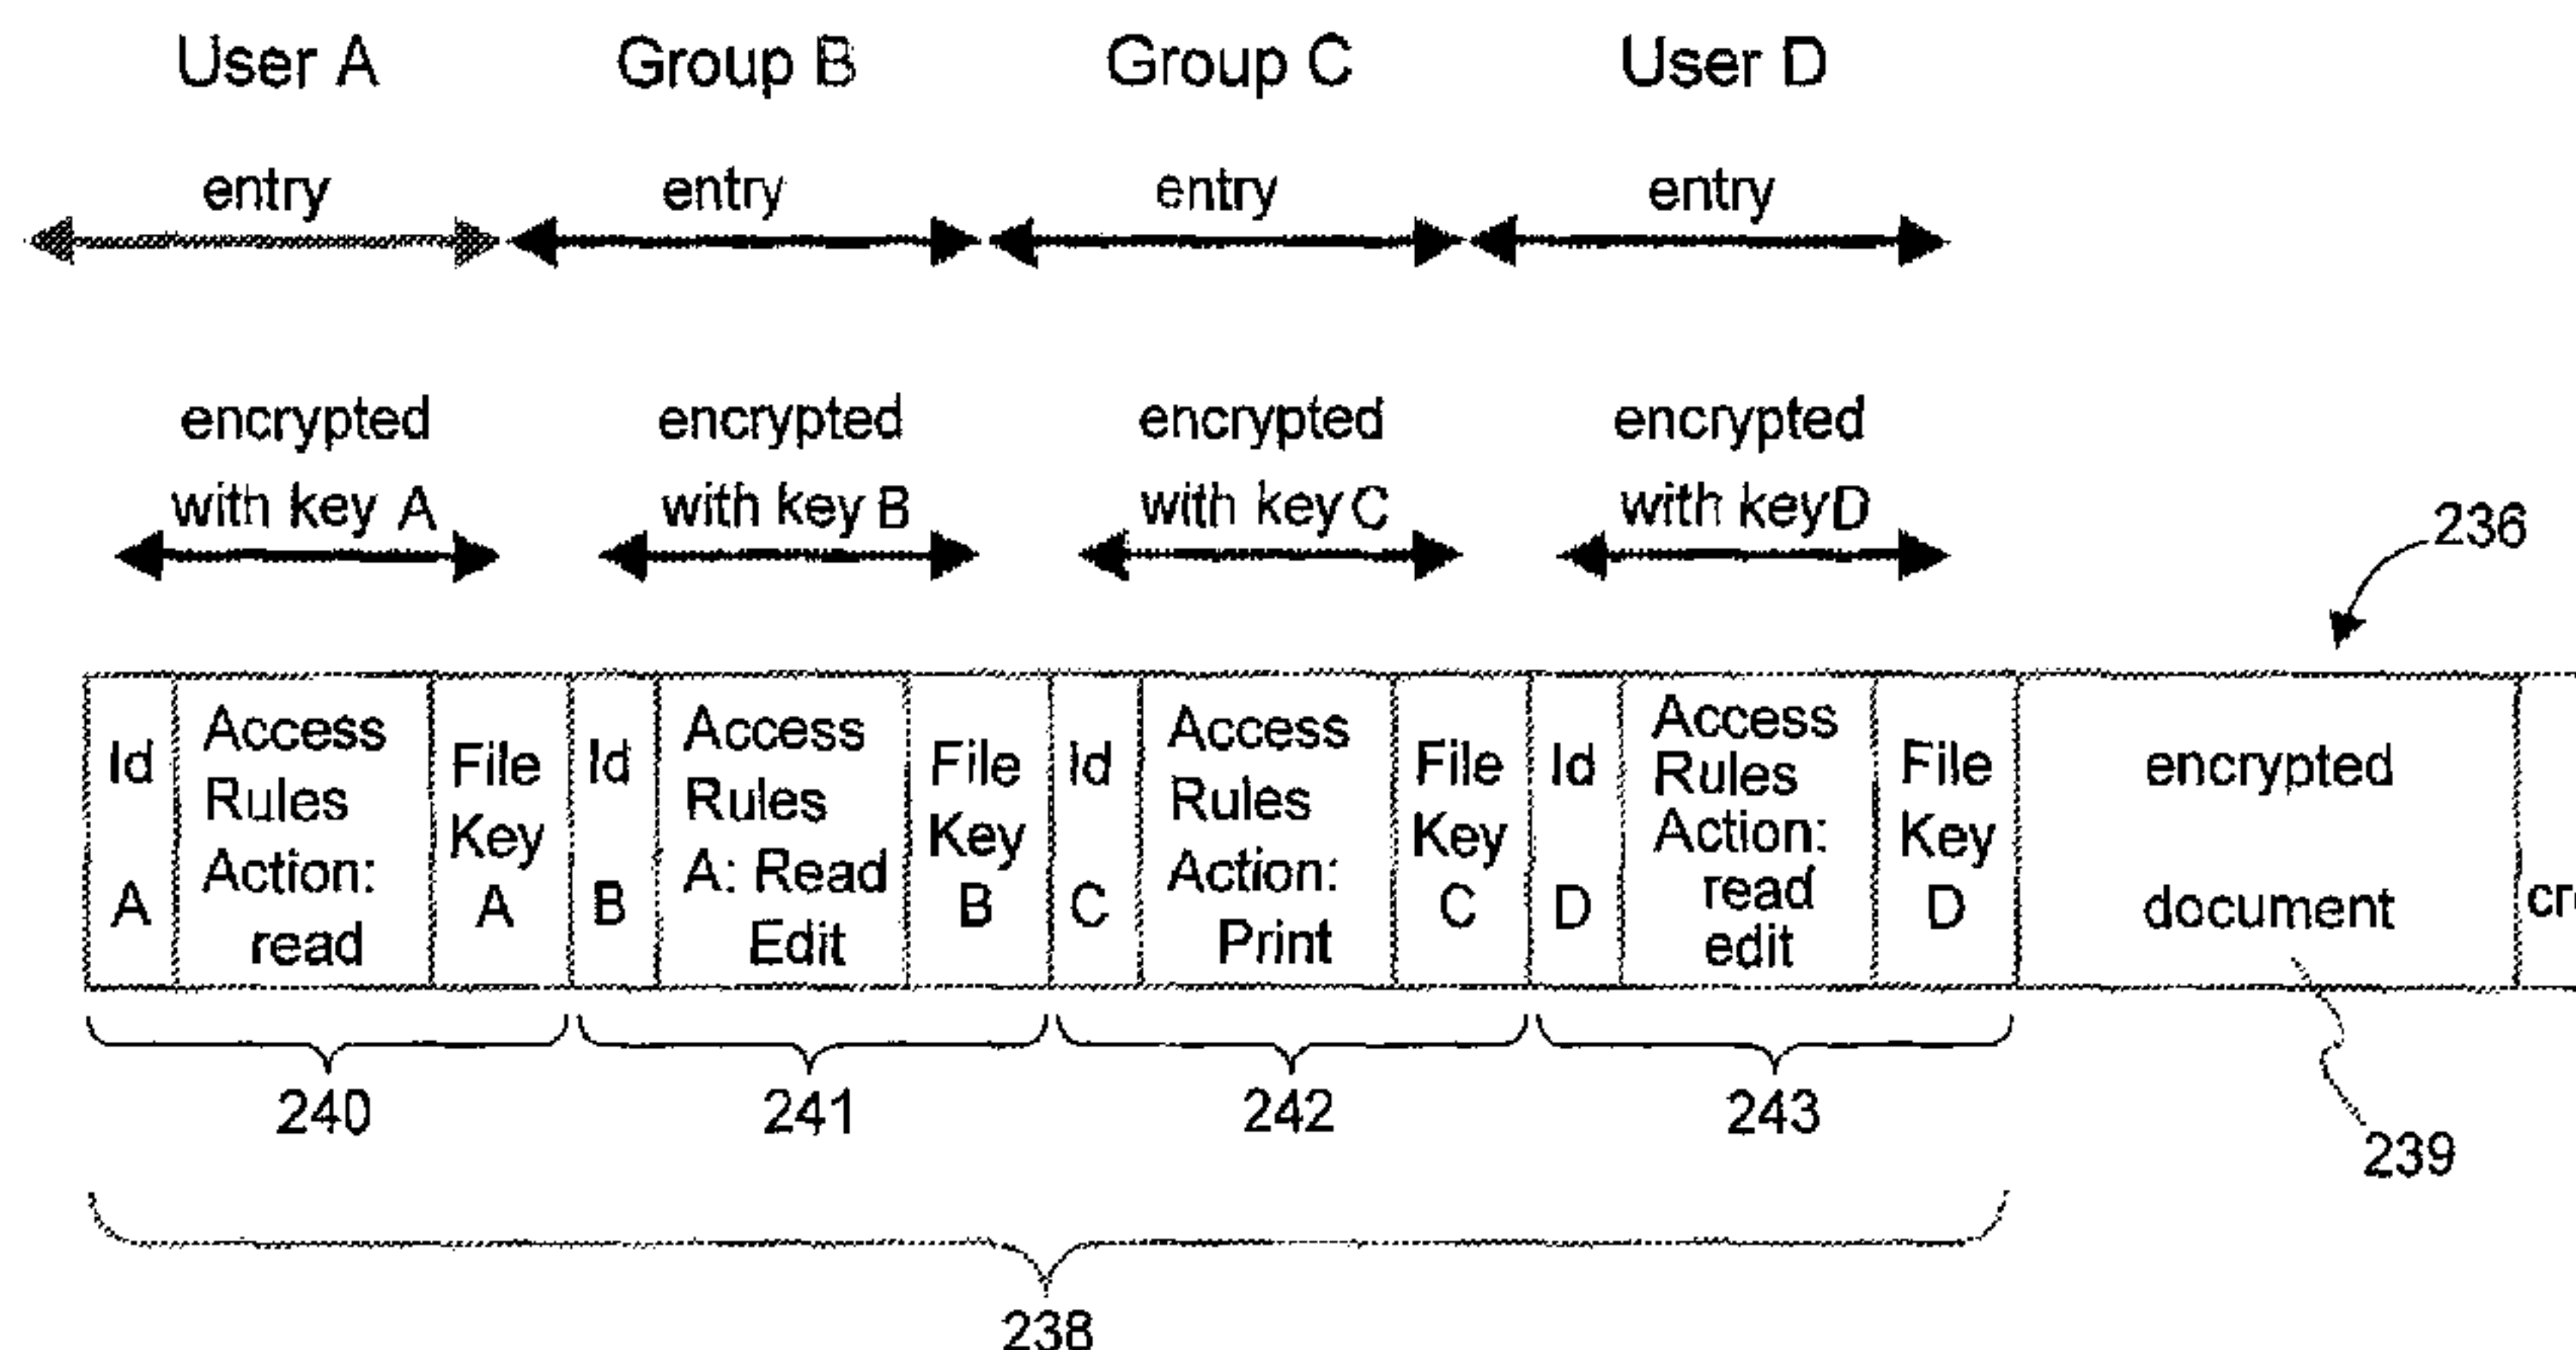 User A Group B Group C User D
entry entry entry entry
encrypted encrypted encrypted encrypted
with key A with key B with key C with key D
236
Id A
Access
Rules
Action:
read
File
Key
A
Id B
Access
Rules
A: Read
Edit
File
Key
B
Id C
Access
Rules
Action:
Print
File
Key
C
Id D
Access
Rules
Action:
read
edit
File
Key
D
encrypted
document
240 241 242 243
239
238